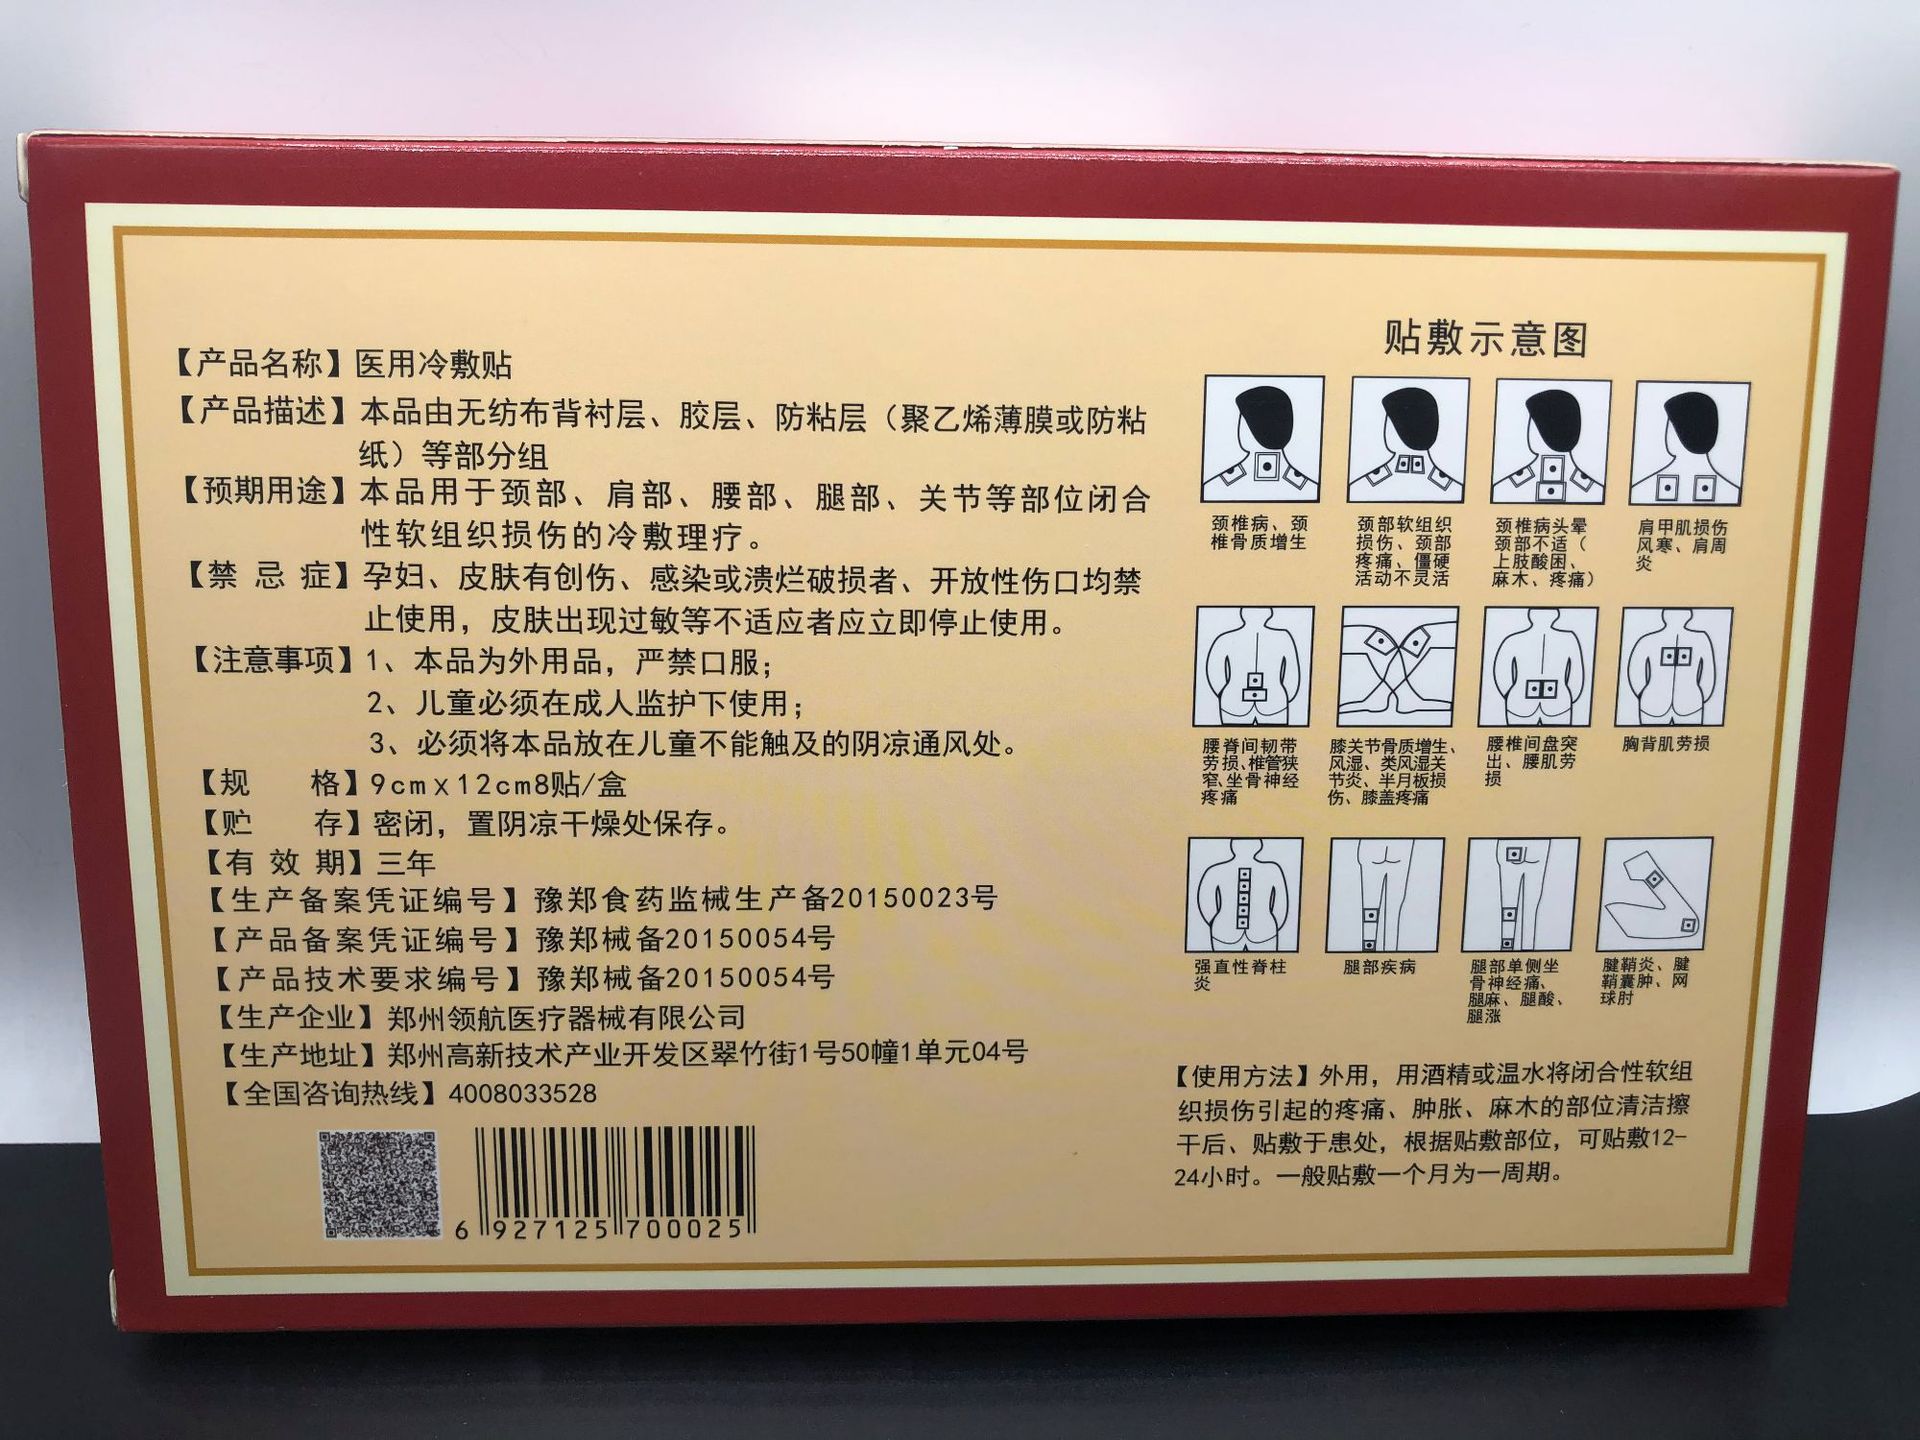 【产品名称】医用冷敷贴
【产品描述】本品由无纺布背衬层、胶层、防粘层（聚乙烯薄膜或防粘
纸）等部分组
【预期用途】本品用于颈部、肩部、腰部、腿部、关节等部位闭合
性软组织损伤的冷敷理疗。
【禁忌症】孕妇、皮肤有创伤、感染或溃烂破损者、开放性伤口均禁
止使用，皮肤出现过敏等不适应者应立即停止使用。
【注意事项】1、本品为外用品，严禁口服；
2、儿童必须在成人监护下使用；
3、必须将本品放在儿童不能触及的阴凉通风处。
【规 格】9cmx12cm8贴/盒
【贮 存】密闭，置阴凉干燥处保存。
【有效期】三年
【生产备案凭证编号】豫郑食药监械生产备20150023号
【产品备案凭证编号】豫郑械备20150054号
【产品技术要求编号】豫郑械备20150054号
【生产企业】郑州领航医疗器械有限公司
【生产地址】郑州高新技术产业开发区翠竹街1号50幢1单元04号
【全国咨询热线】4008033528
6 927125 700025
贴敷示意图
颈椎病、颈
椎骨质增生
颈部软组织
损伤、颈部
疼痛、僵硬
活动不灵活
颈椎病头晕
颈部不适（
上肢酸困、
麻木、疼痛）
肩甲肌损伤
风寒、肩周
炎
腰脊间韧带
劳损、椎管狭
窄、坐骨神经
疼痛
膝关节骨质增生、
风湿、类风湿关
节炎、半月板损
伤、膝盖疼痛
腰椎间盘突
出、腰肌劳
损
胸背肌劳损
强直性脊柱
炎
腿部疾病
腿部单侧坐
骨神经痛、
腿麻、腿酸、
腿涨
腱鞘炎、腱
鞘囊肿、网
球肘
【使用方法】外用，用酒精或温水将闭合性软组
织损伤引起的疼痛、肿胀、麻木的部位清洁擦
干后、贴敷于患处，根据贴敷部位，可贴敷12-
24小时。一般贴敷一个月为一周期。